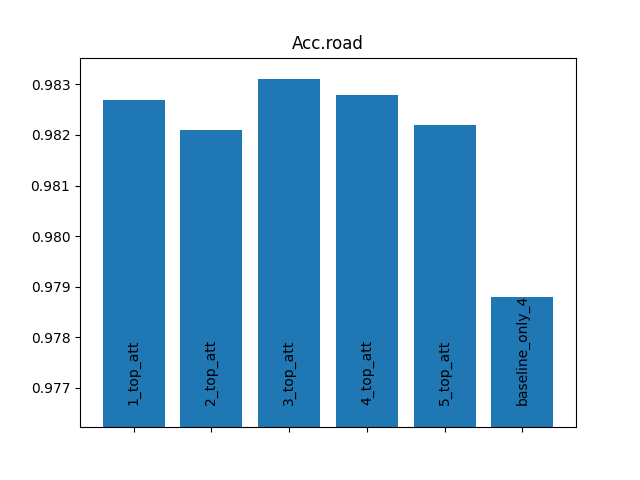 Acc.road
0.983
0.982
0.981
0.980
0.979
0.978
0.977
1_top_att
2_top_att
3_top_att
4_top_att
5_top_att
baseline_only_4